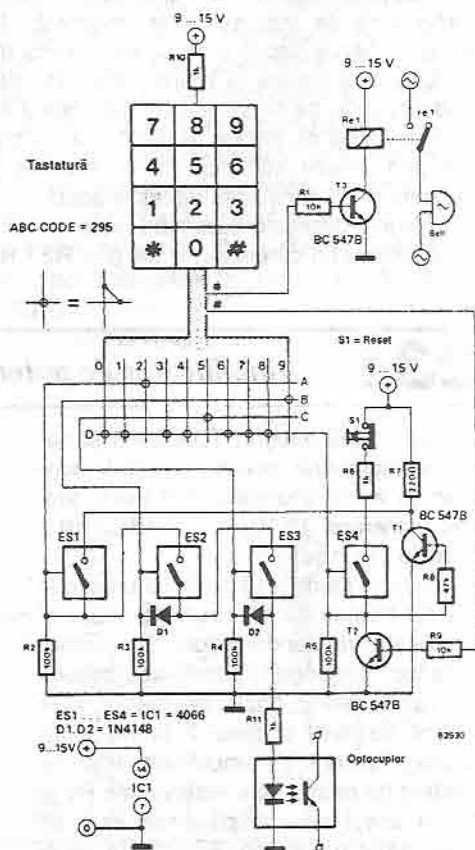 9 ... 15 V
R10
1k
7 8 9
4 5 6
1 2 3
* 0 #
Tastatură
ABC CODE = 295
9 ... 15 V
Re 1
re 1
R1
10k
T3
BC 547B
Bell
*
#
S1 = Reset
9 ... 15 V
0 1 2 3 4 5 6 7 8 9
A
B
C
D
S1
R6
1k
R7
220Ω
BC 547B
T1
ES1
ES2
ES3
ES4
R8
47k
D1
D2
T2
R2
100k
R3
100k
R4
100k
R5
100k
R9
10k
BC 547B
ES1 ... ES4 = IC1 = 4066
D1, D2 = 1N4148
R11
1k
82530
9...15V
14
IC1
7
0
Optocuplor